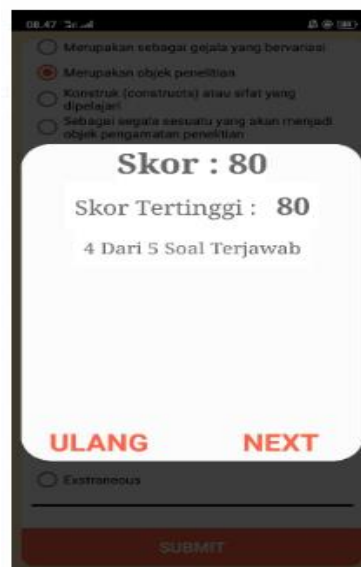 08.47
Merupakan sebagai gejala yang bervariasi
Merupakan objek penelitian
Konstruk (constructs) atau sifat yang
dipelajari
Sebagai segala sesuatu yang akan menjadi
objek pengamatan penelitian
Skor : 80
Skor Tertinggi : 80
4 Dari 5 Soal Terjawab
ULANG NEXT
Exstraneous
SUBMIT